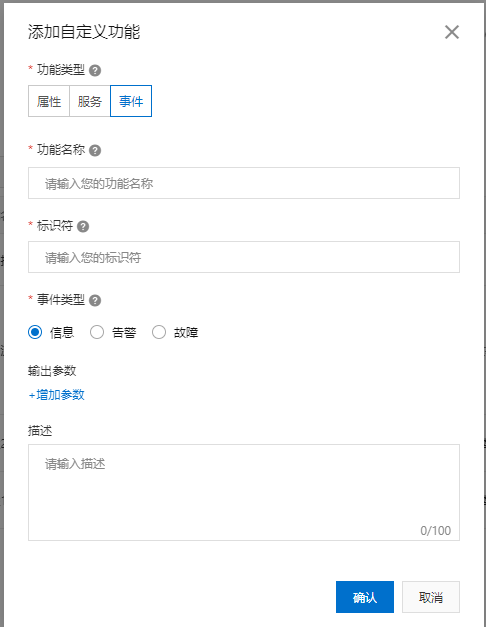 添加自定义功能
* 功能类型 ?
属性 服务 事件
* 功能名称 ?
请输入您的功能名称
* 标识符 ?
请输入您的标识符
* 事件类型 ?
信息 告警 故障
输出参数
+增加参数
描述
请输入描述
0/100
确认 取消